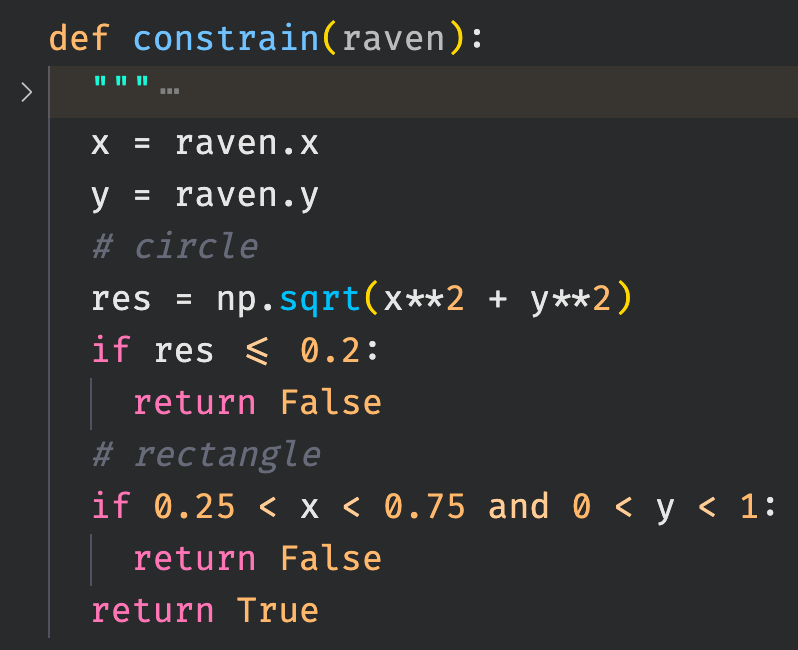 def constrain(raven):
"""…
x = raven.x
y = raven.y
# circle
res = np.sqrt(x**2 + y**2)
if res ⩽ 0.2:
return False
# rectangle
if 0.25 < x < 0.75 and 0 < y < 1:
return False
return True